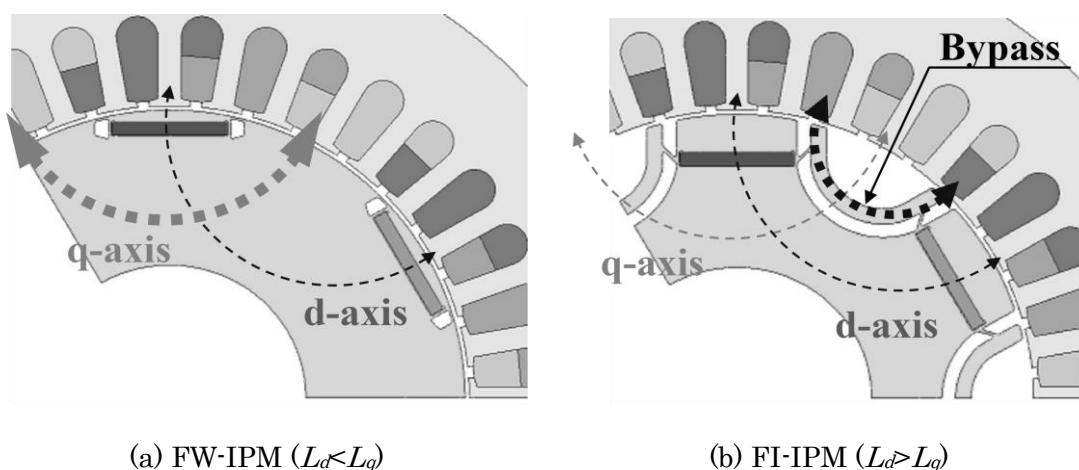 Bypass
q-axis
d-axis
q-axis
d-axis
(a) FW-IPM (Ld<Lq)
(b) FI-IPM (Ld>Lq)